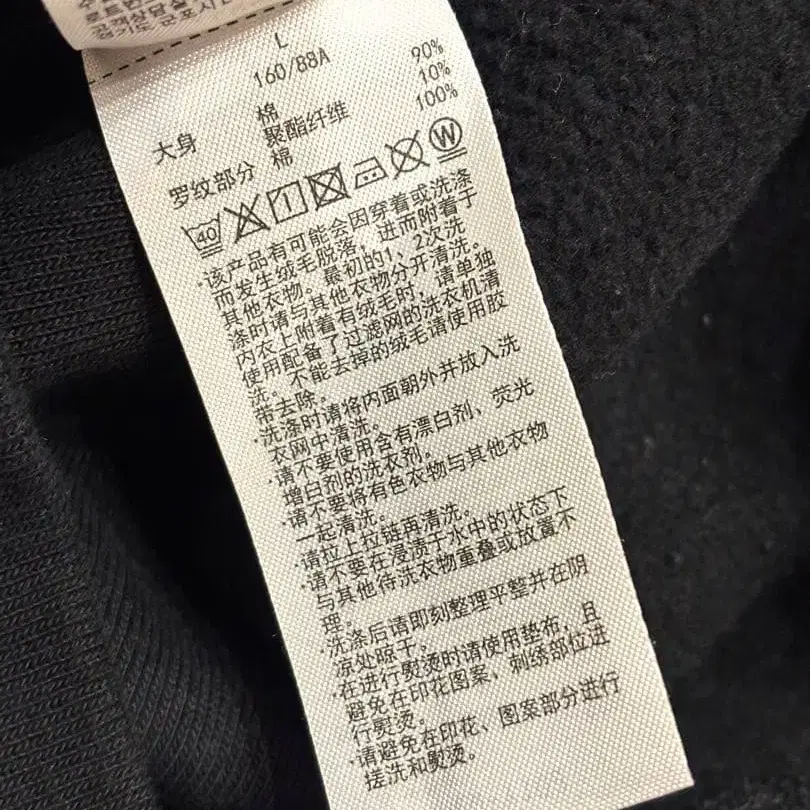 고객상담실
경기도 군포시
L
160/88A
大身 棉 90%
聚酯纤维 10%
罗纹部分 棉 100%
40 W
·该产品有可能会因穿着或洗涤
而发生绒毛脱落,进而附着于
其他衣物。最初的1、2次洗
涤时请与其他衣物分开清洗。
内衣上附着有绒毛时,请单独
使用配备了过滤网的洗衣机清
洗。不能去掉的绒毛请使用胶
带去除。
·洗涤时请将内面朝外并放入洗
衣网中清洗。
·请不要使用含有漂白剂、荧光
增白剂的洗衣剂。
·请不要将有色衣物与其他衣物
一起清洗。
·请拉上拉链再清洗。
·请不要在浸渍于水中的状态下
与其他待洗衣物重叠或放置不
理。
·洗涤后请即刻整理平整并在阴
凉处晾干。
·在进行熨烫时请使用垫布,且
避免在印花图案、刺绣部位进
行熨烫。
·请避免在印花、图案部分进行
搓洗和熨烫。